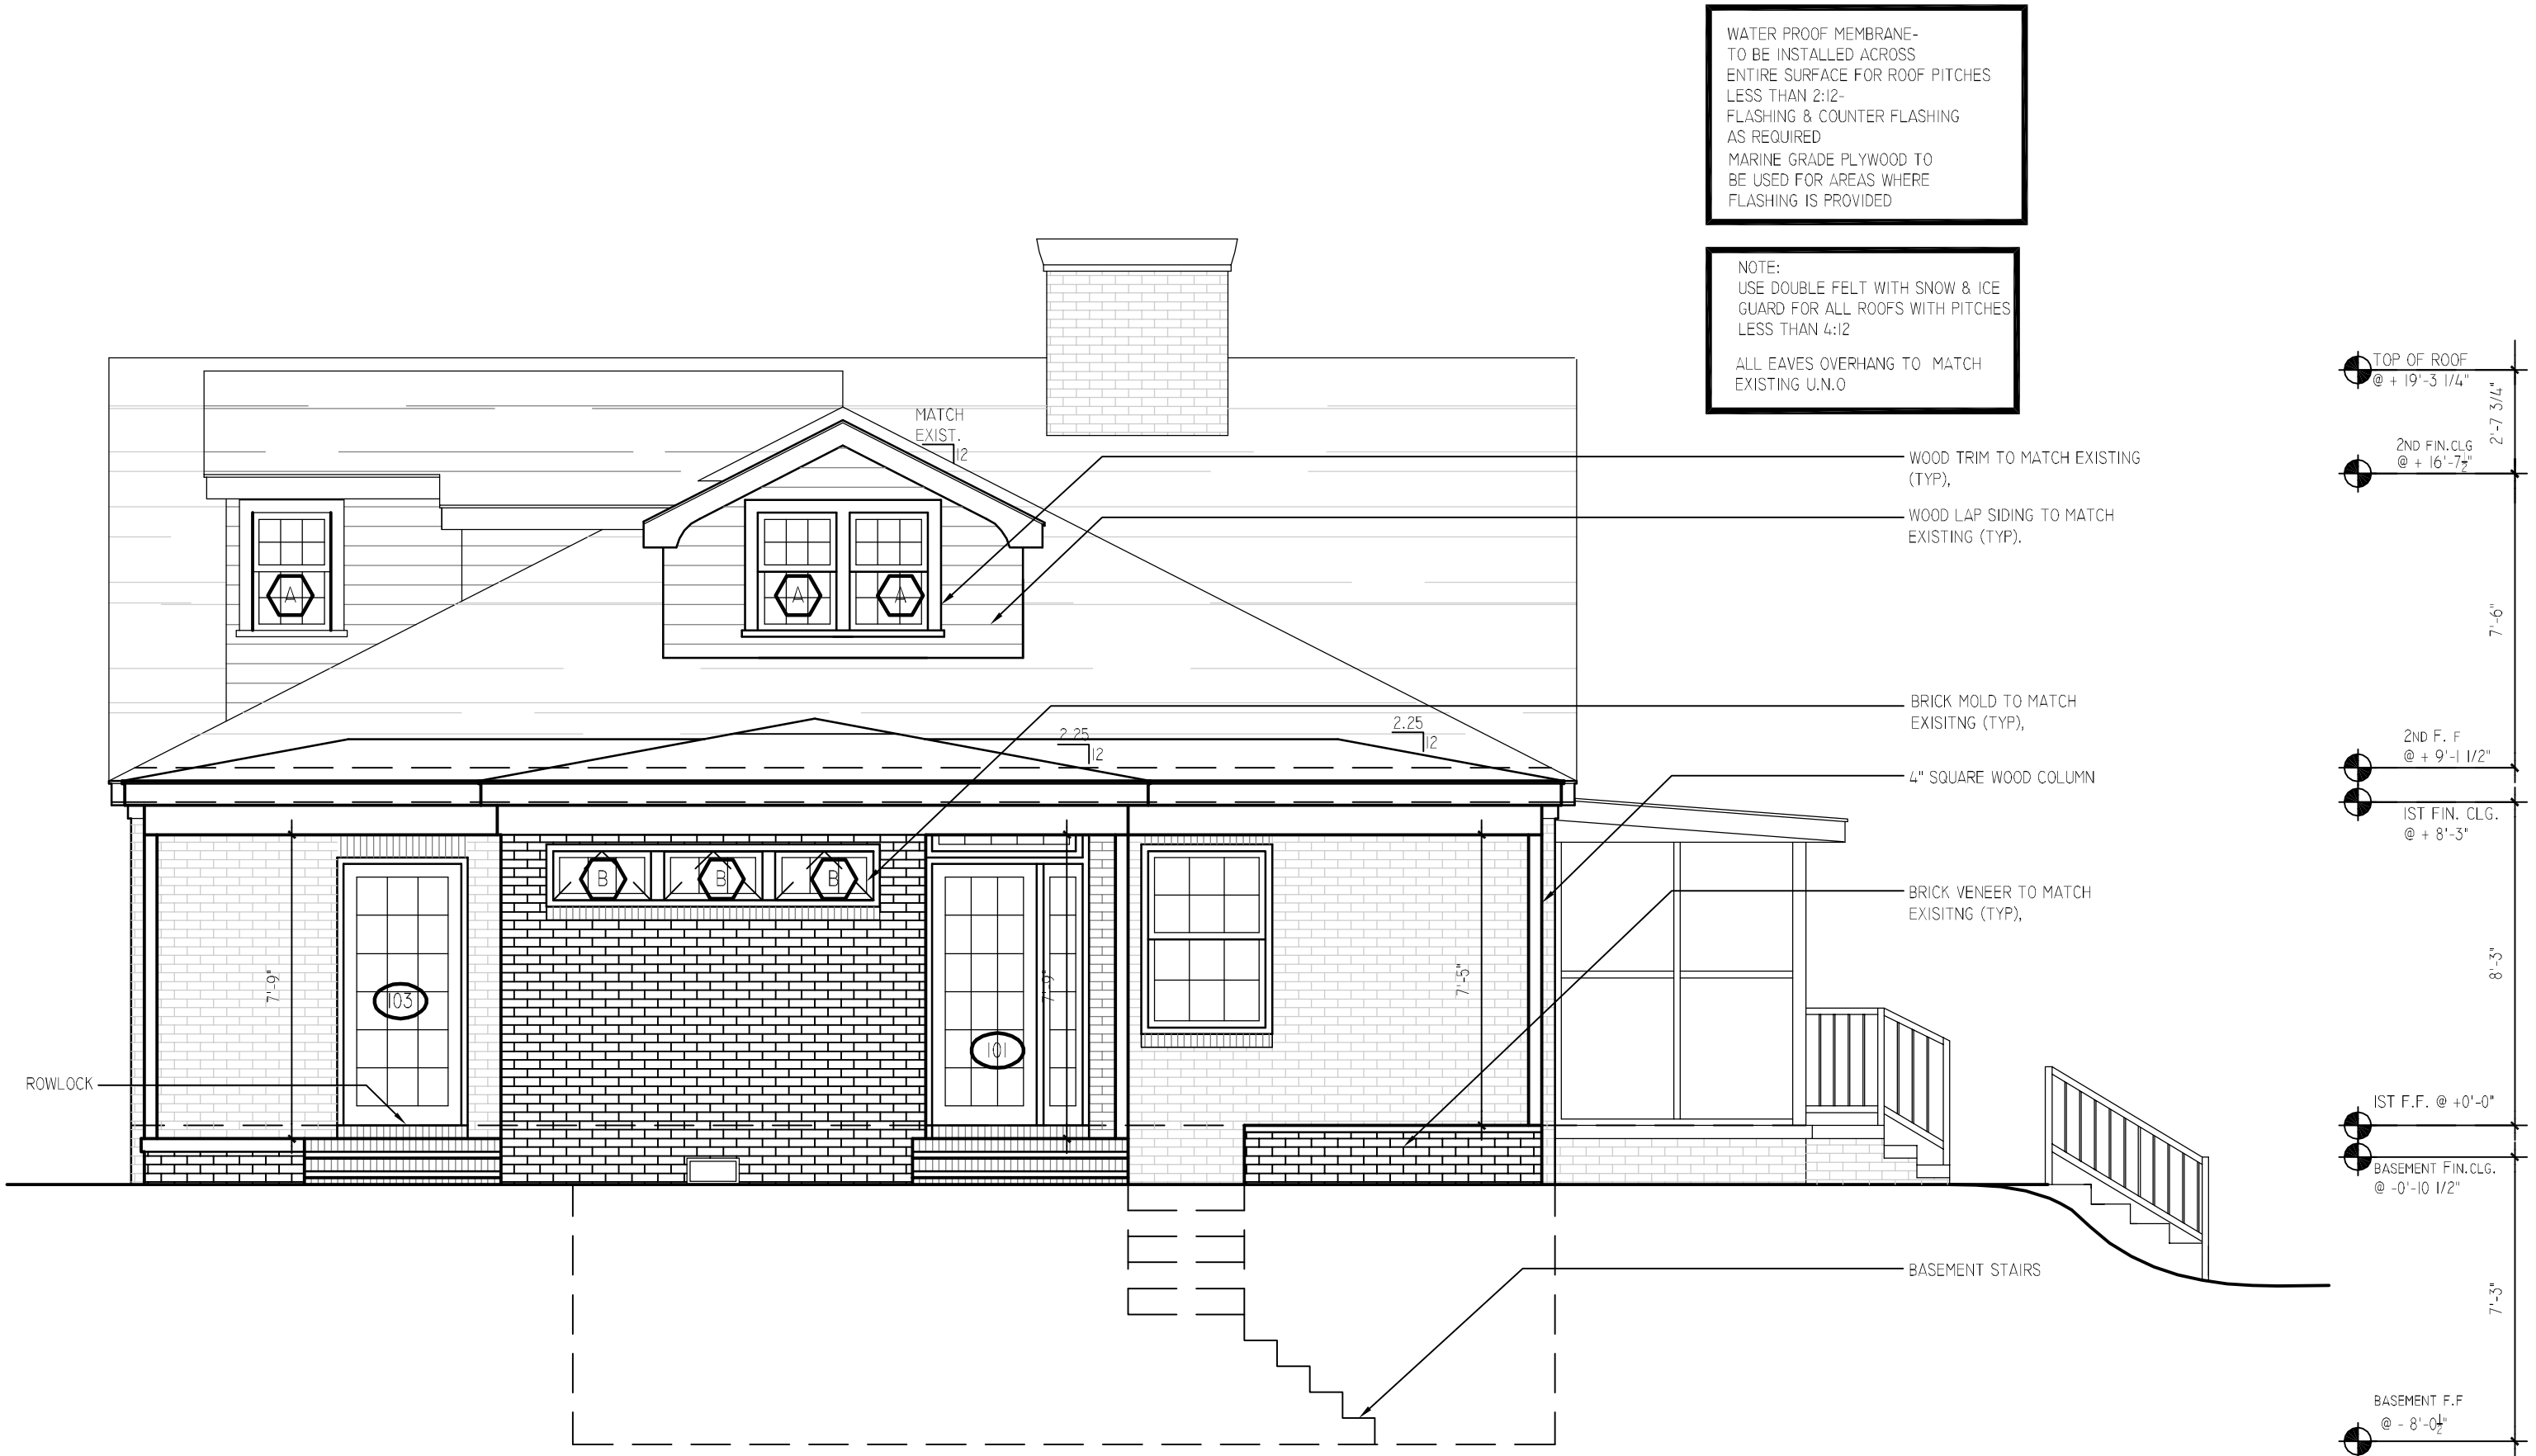 WATER PROOF MEMBRANE-
TO BE INSTALLED ACROSS
ENTIRE SURFACE FOR ROOF PITCHES
LESS THAN 2:12-
FLASHING & COUNTER FLASHING
AS REQUIRED
MARINE GRADE PLYWOOD TO
BE USED FOR AREAS WHERE
FLASHING IS PROVIDED
NOTE:
USE DOUBLE FELT WITH SNOW & ICE
GUARD FOR ALL ROOFS WITH PITCHES
LESS THAN 4:12
ALL EAVES OVERHANG TO MATCH
EXISTING U.N.O
MATCH
EXIST.
12
WOOD TRIM TO MATCH EXISTING
(TYP),
WOOD LAP SIDING TO MATCH
EXISTING (TYP).
A
A
A
BRICK MOLD TO MATCH
EXISITNG (TYP),
2.25
12
2.25
12
4" SQUARE WOOD COLUMN
B
B
B
BRICK VENEER TO MATCH
EXISITNG (TYP),
7'-9"
103
7'-9"
101
7'-5"
ROWLOCK
BASEMENT STAIRS
TOP OF ROOF
@ + 19'-3 1/4"
2'-7 3/4"
2ND FIN.CLG
@ + 16'-7½"
7'-6"
2ND F. F
@ + 9'-1 1/2"
1ST FIN. CLG.
@ + 8'-3"
8'-3"
1ST F.F. @ +0'-0"
BASEMENT FIN.CLG.
@ -0'-10 1/2"
7'-3"
BASEMENT F.F
@ - 8'-0½"